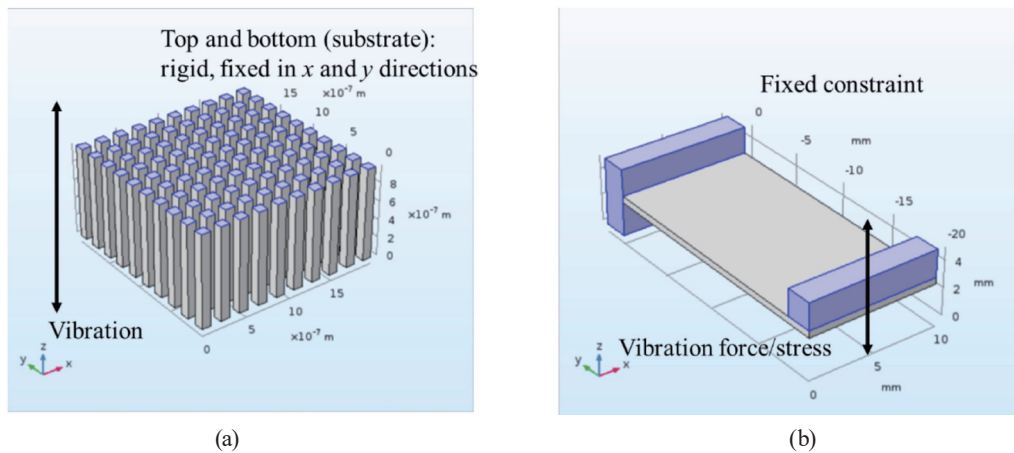 Top and bottom (substrate):
rigid, fixed in x and y directions
15 ×10⁻⁷ m
10
5
0
8
6
4 ×10⁻⁷ m
2
0
15
10
5 ×10⁻⁷ m
0
Vibration
z
y x
(a)
Fixed constraint
0
-5 mm
-10
-15
-20
4
2 mm
0
10
5
mm
0
Vibration force/stress
z
y x
(b)